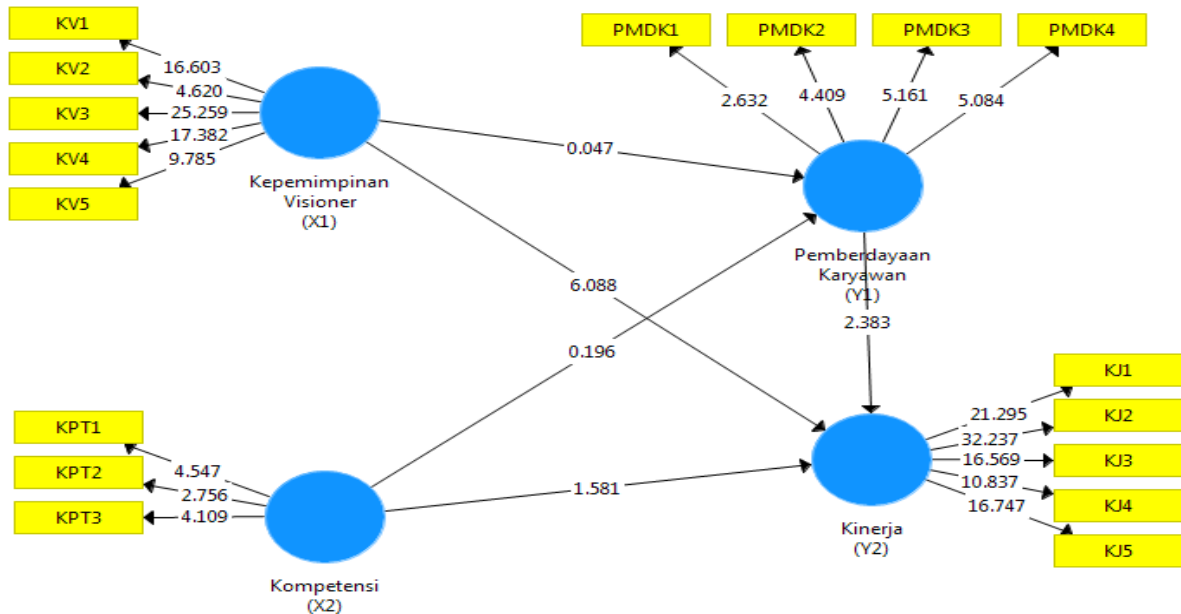 KV1
KV2
KV3
KV4
KV5
16.603
4.620
25.259
17.382
9.785
Kepemimpinan
Visioner
(X1)
PMDK1
PMDK2
PMDK3
PMDK4
2.632
4.409
5.161
5.084
0.047
Pemberdayaan
Karyawan
(Y1)
6.088
2.383
0.196
KPT1
KPT2
KPT3
4.547
2.756
4.109
Kompetensi
(X2)
1.581
Kinerja
(Y2)
21.295
32.237
16.569
10.837
16.747
KJ1
KJ2
KJ3
KJ4
KJ5